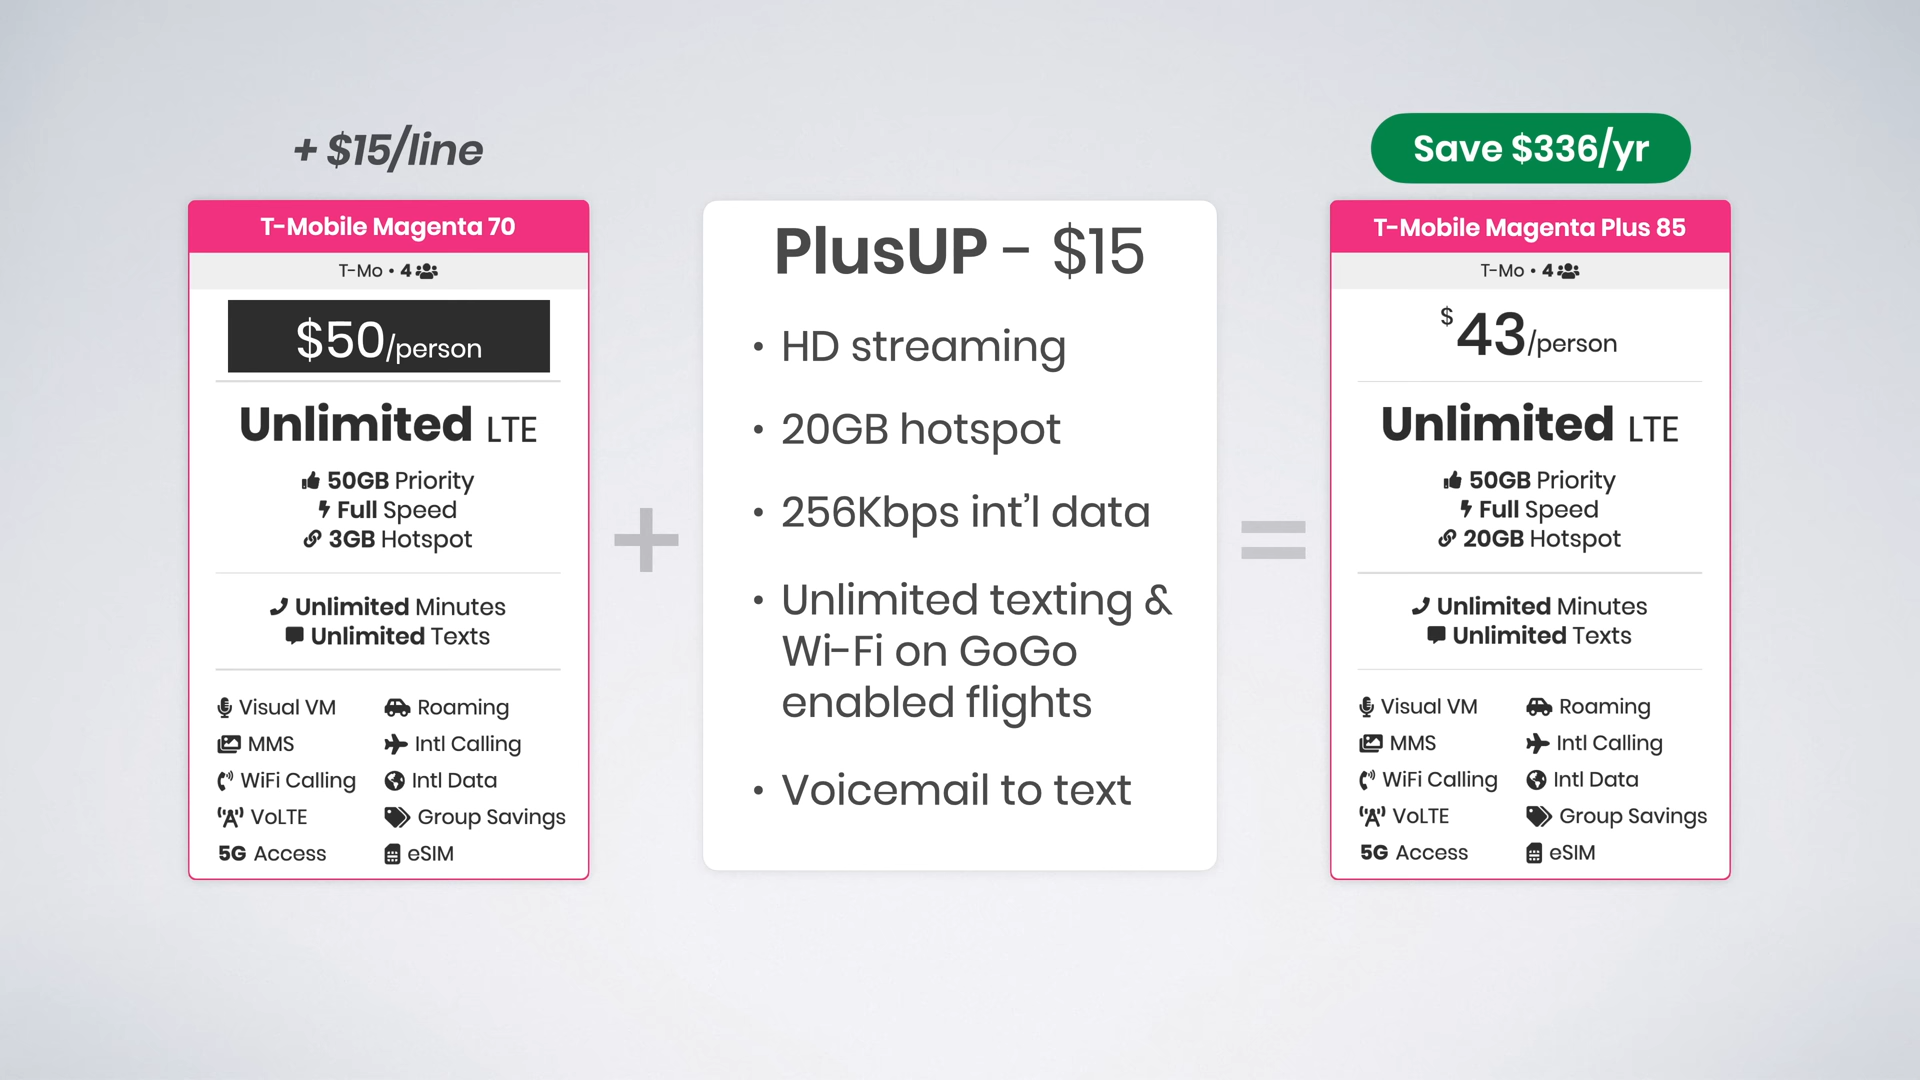 + $15/line
T-Mobile Magenta 70
T-Mo • 4
$50/person
Unlimited LTE
50GB Priority
Full Speed
3GB Hotspot
Unlimited Minutes
Unlimited Texts
Visual VM
Roaming
MMS
Intl Calling
WiFi Calling
Intl Data
VoLTE
Group Savings
5G Access
eSIM
+
PlusUP - $15
• HD streaming
• 20GB hotspot
• 256Kbps int'l data
• Unlimited texting &
Wi-Fi on GoGo
enabled flights
• Voicemail to text
=
Save $336/yr
T-Mobile Magenta Plus 85
T-Mo • 4
$43/person
Unlimited LTE
50GB Priority
Full Speed
20GB Hotspot
Unlimited Minutes
Unlimited Texts
Visual VM
Roaming
MMS
Intl Calling
WiFi Calling
Intl Data
VoLTE
Group Savings
5G Access
eSIM